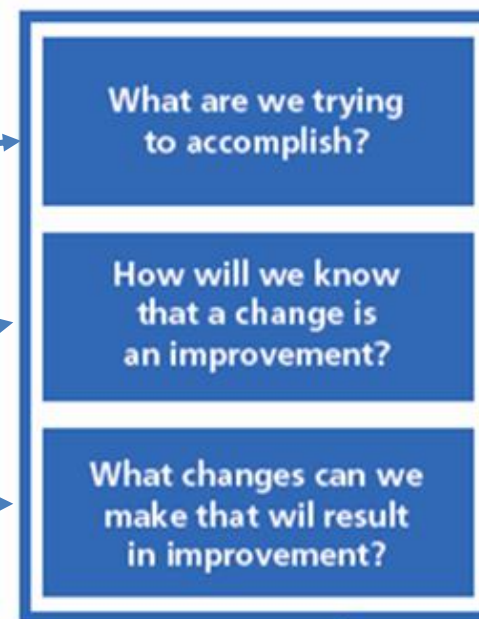 What are we trying
to accomplish?
How will we know
that a change is
an improvement?
What changes can we
make that wil result
in improvement?